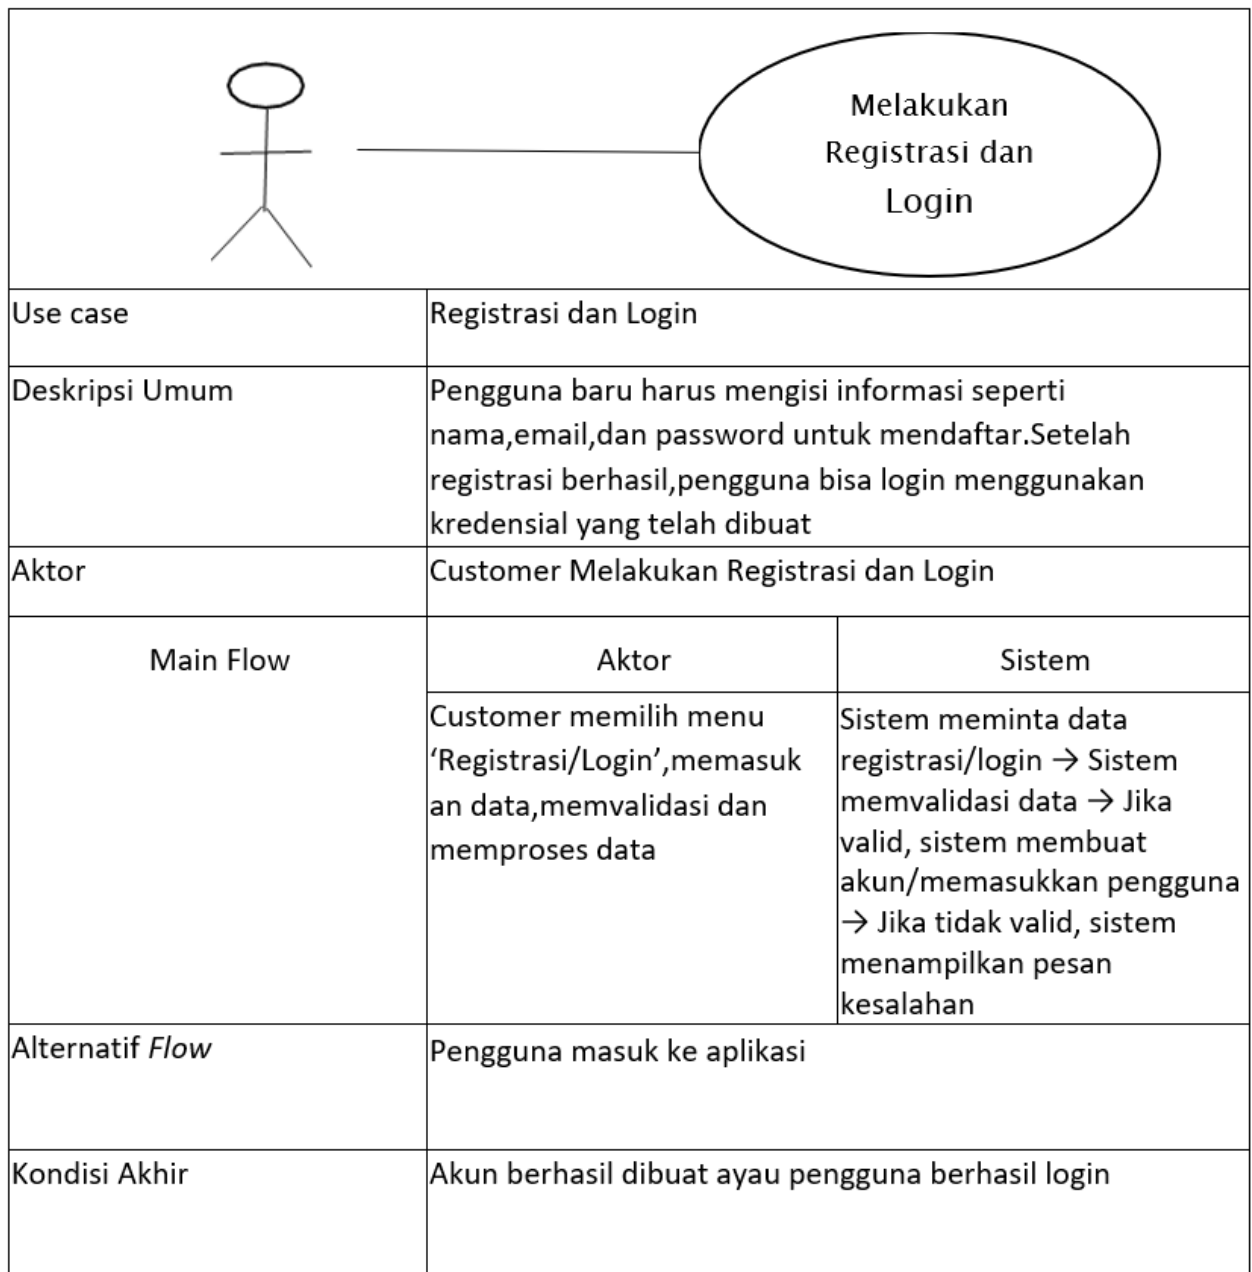 Melakukan
Registrasi dan
Login
Use case
Registrasi dan Login
Deskripsi Umum
Pengguna baru harus mengisi informasi seperti
nama,email,dan password untuk mendaftar.Setelah
registrasi berhasil,pengguna bisa login menggunakan
kredensial yang telah dibuat
Aktor
Customer Melakukan Registrasi dan Login
Main Flow
Aktor
Sistem
Customer memilih menu
‘Registrasi/Login’,memasuk
an data,memvalidasi dan
memproses data
Sistem meminta data
registrasi/login → Sistem
memvalidasi data → Jika
valid, sistem membuat
akun/memasukkan pengguna
→ Jika tidak valid, sistem
menampilkan pesan
kesalahan
Alternatif Flow
Pengguna masuk ke aplikasi
Kondisi Akhir
Akun berhasil dibuat ayau pengguna berhasil login